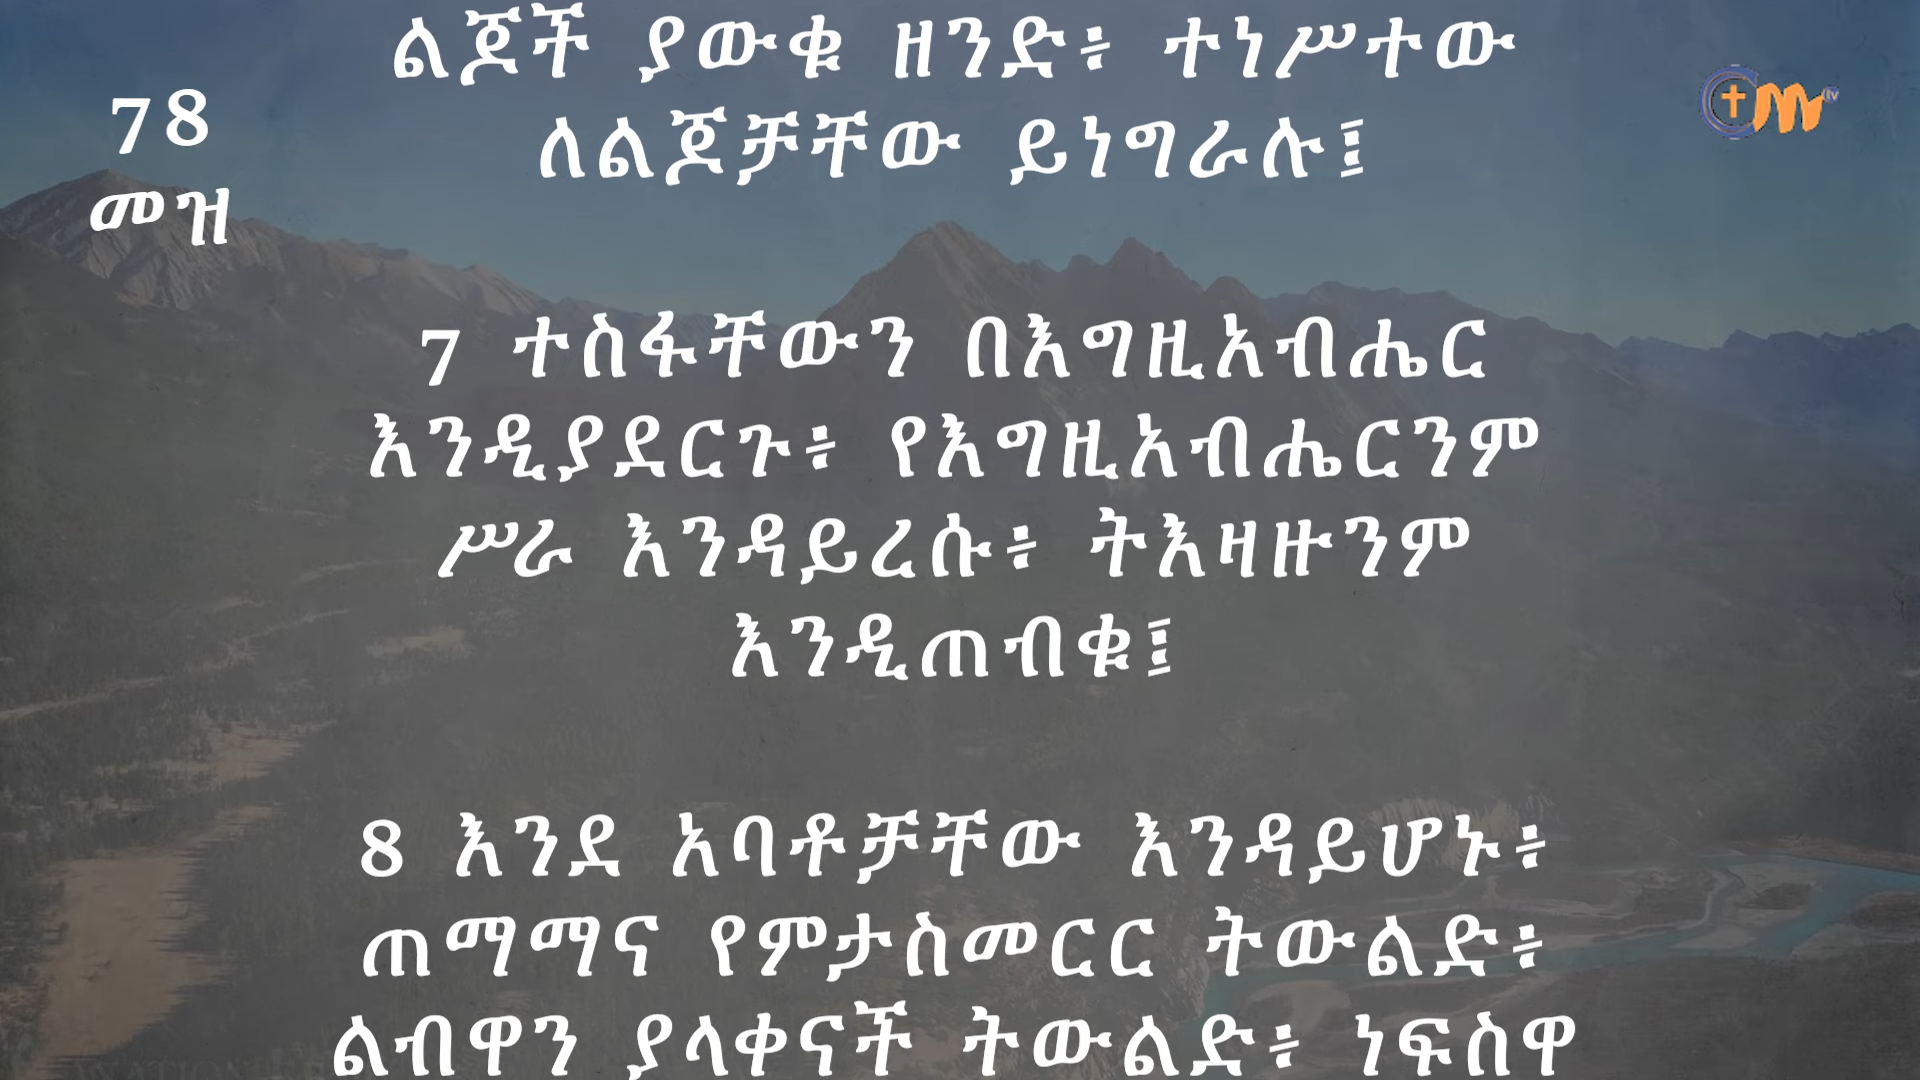 ልጆች ያውቁ ዘንድ፥ ተነሥተው
ለልጆቻቸው ይነግራሉ፤
78
መዝ
7 ተስፋቸውን በእግዚአብሔር
እንዲያደርጉ፥ የእግዚአብሔርንም
ሥራ እንዳይረሱ፥ ትእዛዙንም
እንዲጠብቁ፤
8 እንደ አባቶቻቸው እንዳይሆኑ፥
ጠማማና የምታስመርር ትውልድ፥
ልብዋን ያላቀናች ትውልድ፥ ነፍስዋ